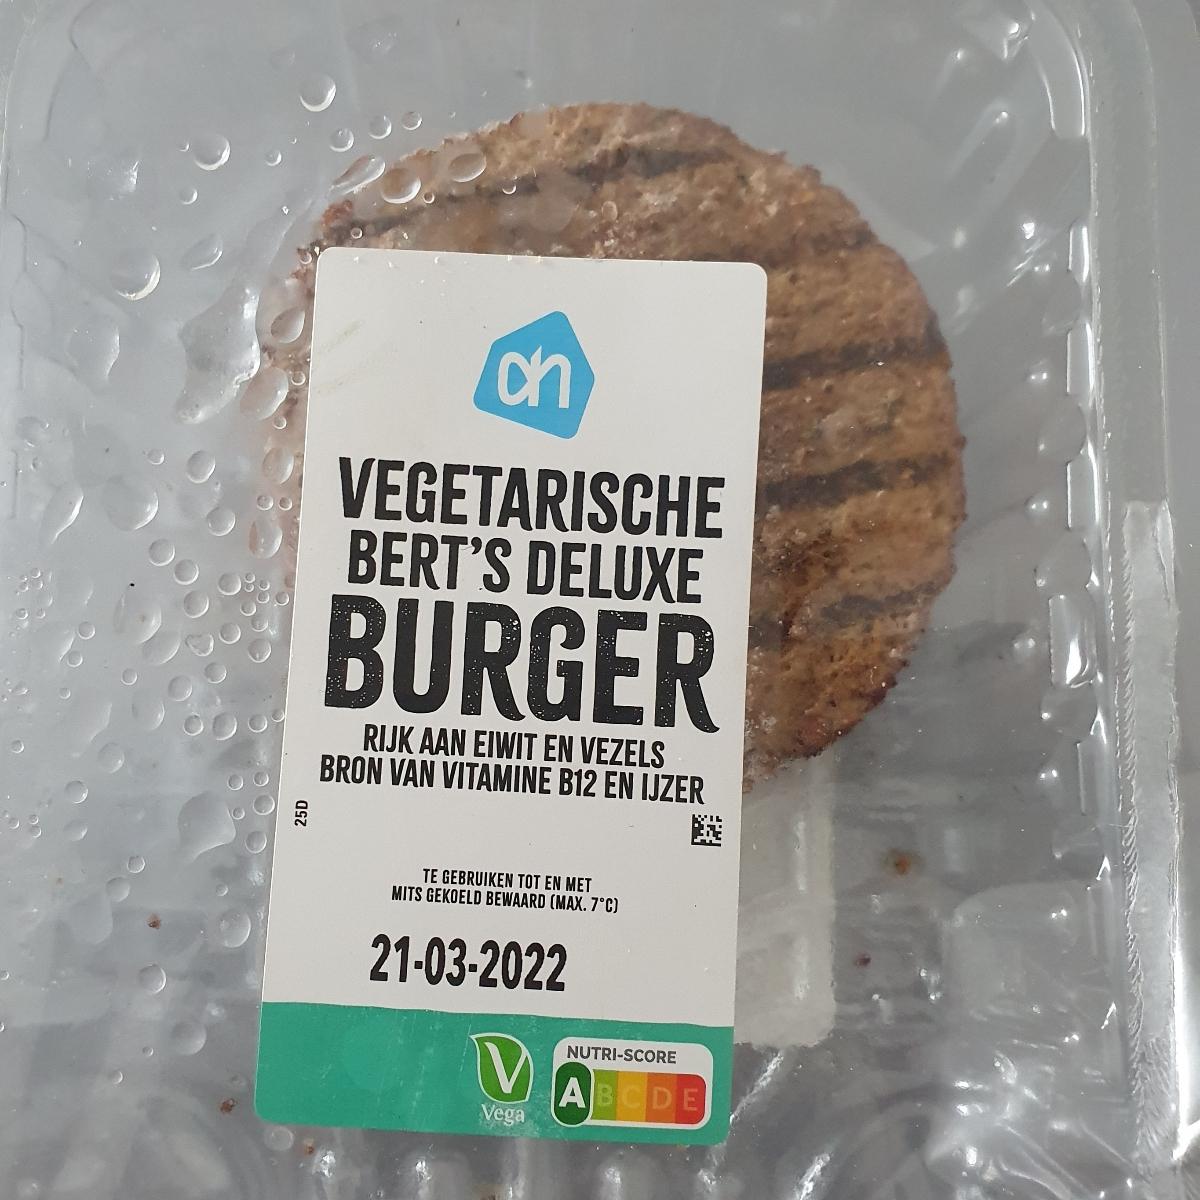 ah
VEGETARISCHE
BERT'S DELUXE
BURGER
RIJK AAN EIWIT EN VEZELS
BRON VAN VITAMINE B12 EN IJZER
25D
TE GEBRUIKEN TOT EN MET
MITS GEKOELD BEWAARD (MAX. 7°C)
21-03-2022
V
Vega
NUTRI-SCORE
A B C D E